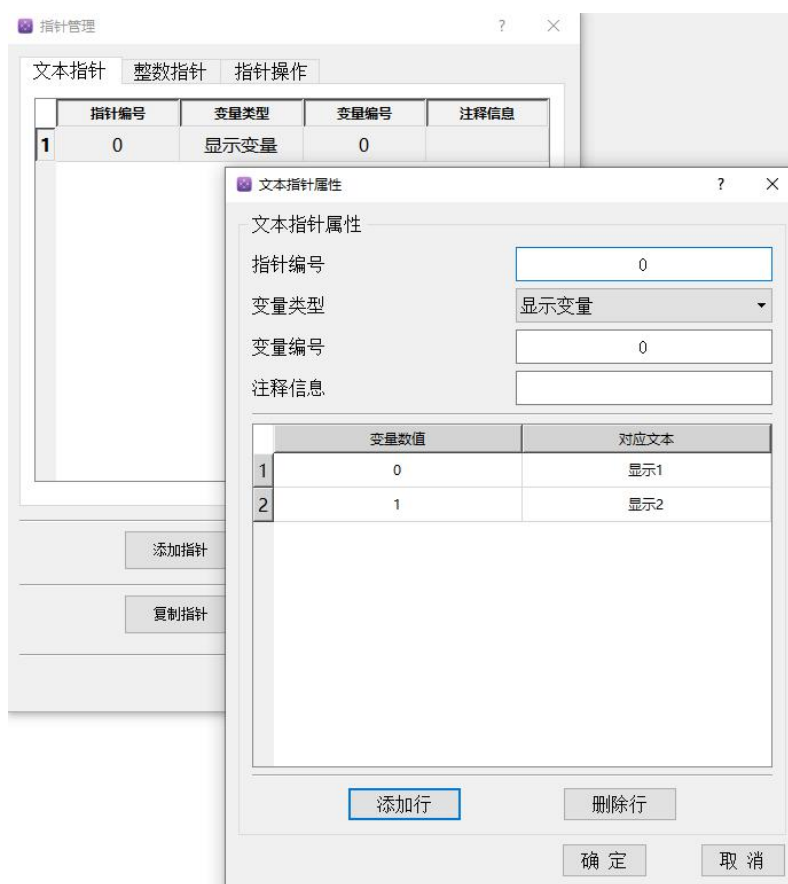 指针管理
文本指针 整数指针 指针操作
指针编号 变量类型 变量编号 注释信息
1 0 显示变量 0
文本指针属性
文本指针属性
指针编号 0
变量类型 显示变量
变量编号 0
注释信息
变量数值 对应文本
1 0 显示1
2 1 显示2
添加指针
复制指针
添加行 删除行
确定 取消